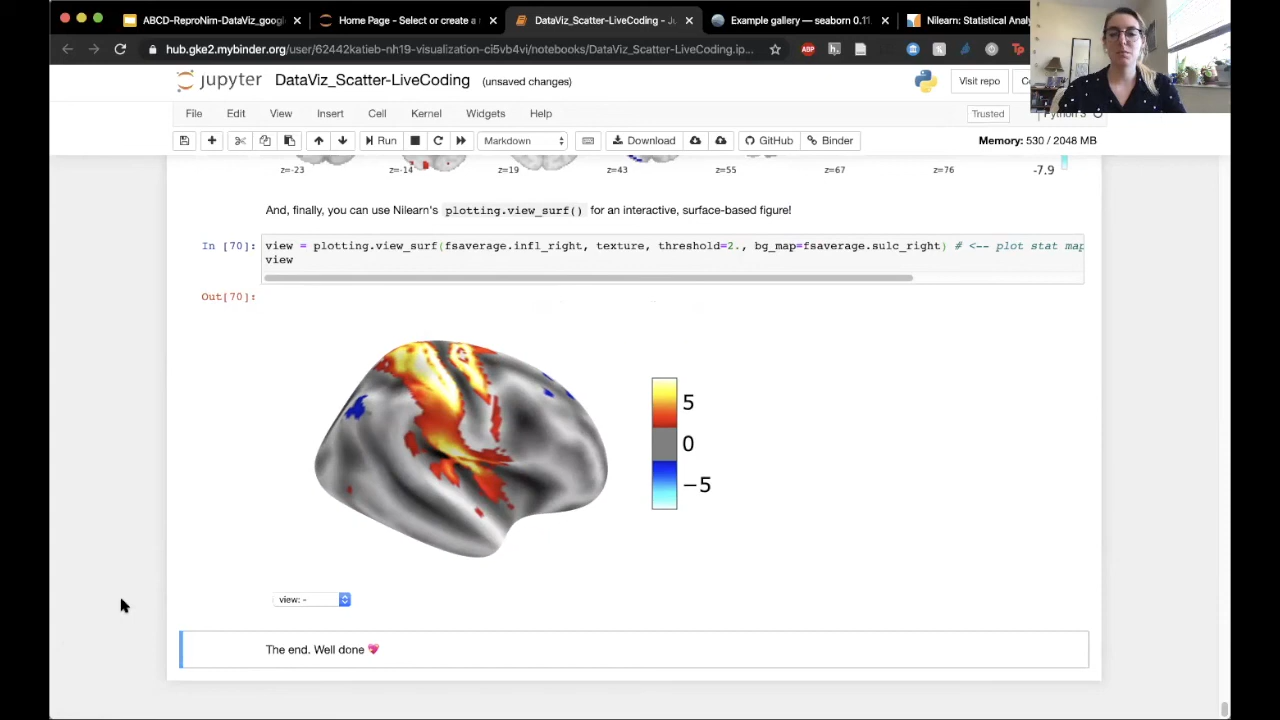 ABCD-ReproNim-DataViz_goog
Home Page - Select or create a
DataViz_Scatter-LiveCoding - Ju
Example gallery — seaborn 0.11.
Nilearn: Statistical Analy
hub.gke2.mybinder.org/user/62442katieb-nh19-visualization-ci5vb4vi/notebooks/DataViz_Scatter-LiveCoding.ip...
ABP
h.
jupyter
DataViz_Scatter-LiveCoding
(unsaved changes)
Visit repo
File
Edit
View
Insert
Cell
Kernel
Widgets
Help
Trusted
Python 3
Run
Markdown
Download
GitHub
Binder
Memory: 530 / 2048 MB
z=-23
z=-14
z=19
z=43
z=55
z=67
z=76
-7.9
And, finally, you can use Nilearn's plotting.view_surf() for an interactive, surface-based figure!
In [70]: view = plotting.view_surf(fsaverage.infl_right, texture, threshold=2., bg_map=fsaverage.sulc_right) # <-- plot stat map
view
Out[70]:
5
0
−5
view: -
The end. Well done 💖